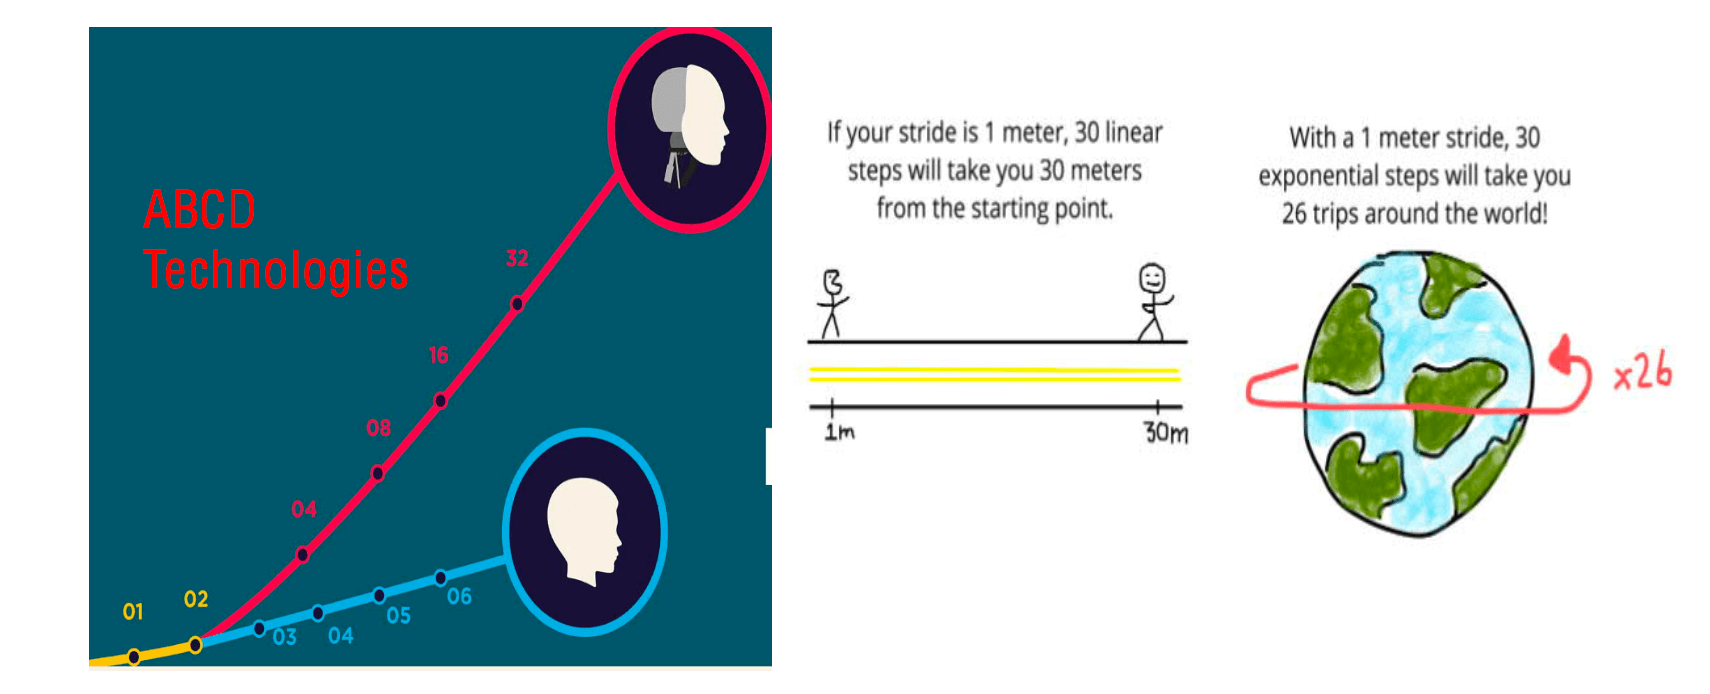 ABCD
Technologies
01
02
04
08
16
32
03
04
05
06
If your stride is 1 meter, 30 linear
steps will take you 30 meters
from the starting point.
1m
30m
With a 1 meter stride, 30
exponential steps will take you
26 trips around the world!
x26